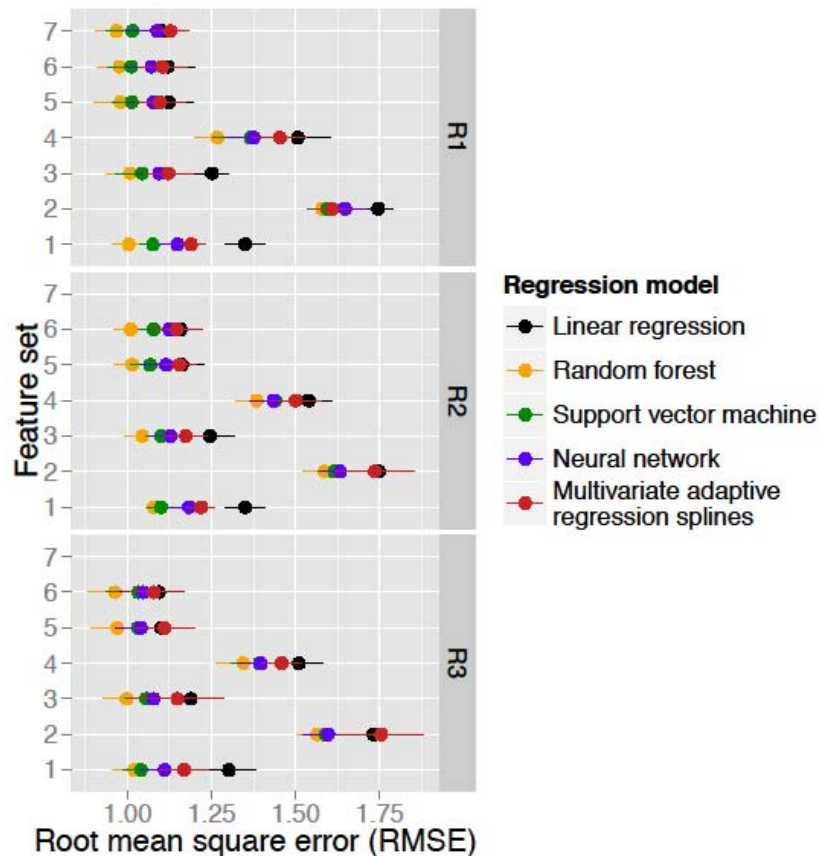 7
6
5
4
3
2
1
R1
7
6
5
4
3
2
1
R2
7
6
5
4
3
2
1
R3
Feature set
1.00 1.25 1.50 1.75
Root mean square error (RMSE)
Regression model
Linear regression
Random forest
Support vector machine
Neural network
Multivariate adaptive
regression splines